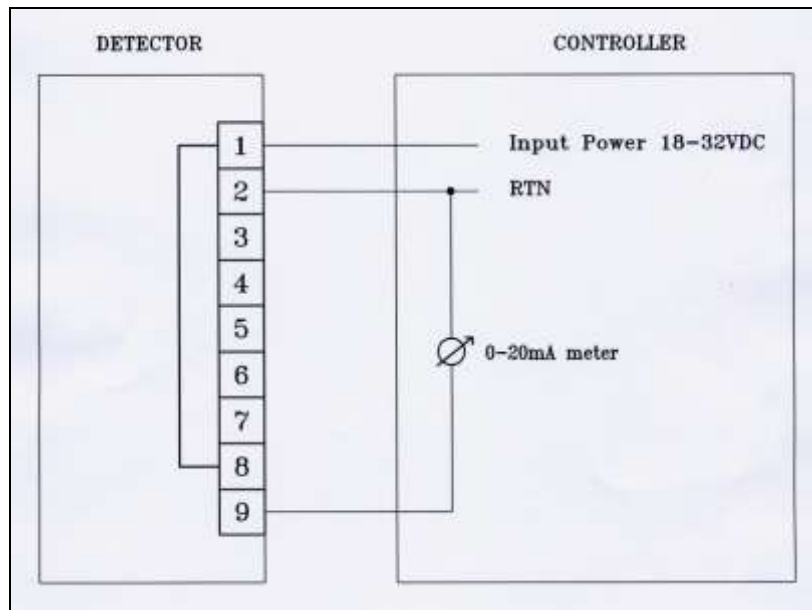 DETECTOR
CONTROLLER
1
Input Power 18-32VDC
2
RTN
3
4
5
6
0-20mA meter
7
8
9